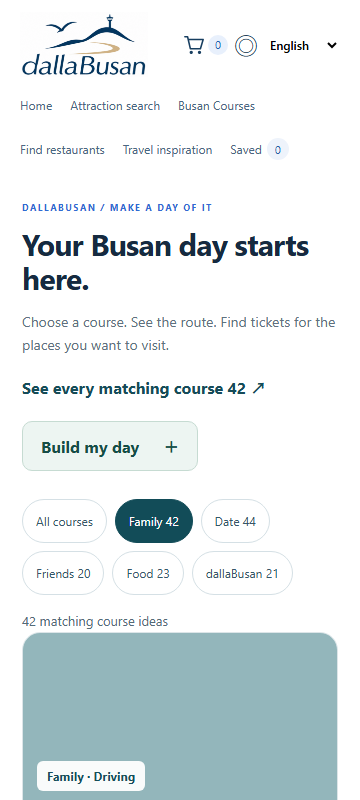 dallaBusan
0
English
Home Attraction search Busan Courses
Find restaurants Travel inspiration Saved 0
DALLABUSAN / MAKE A DAY OF IT
Your Busan day starts
here.
Choose a course. See the route. Find tickets for the
places you want to visit.
See every matching course 42 ↗
Build my day +
All courses Family 42 Date 44
Friends 20 Food 23 dallaBusan 21
42 matching course ideas
Family · Driving